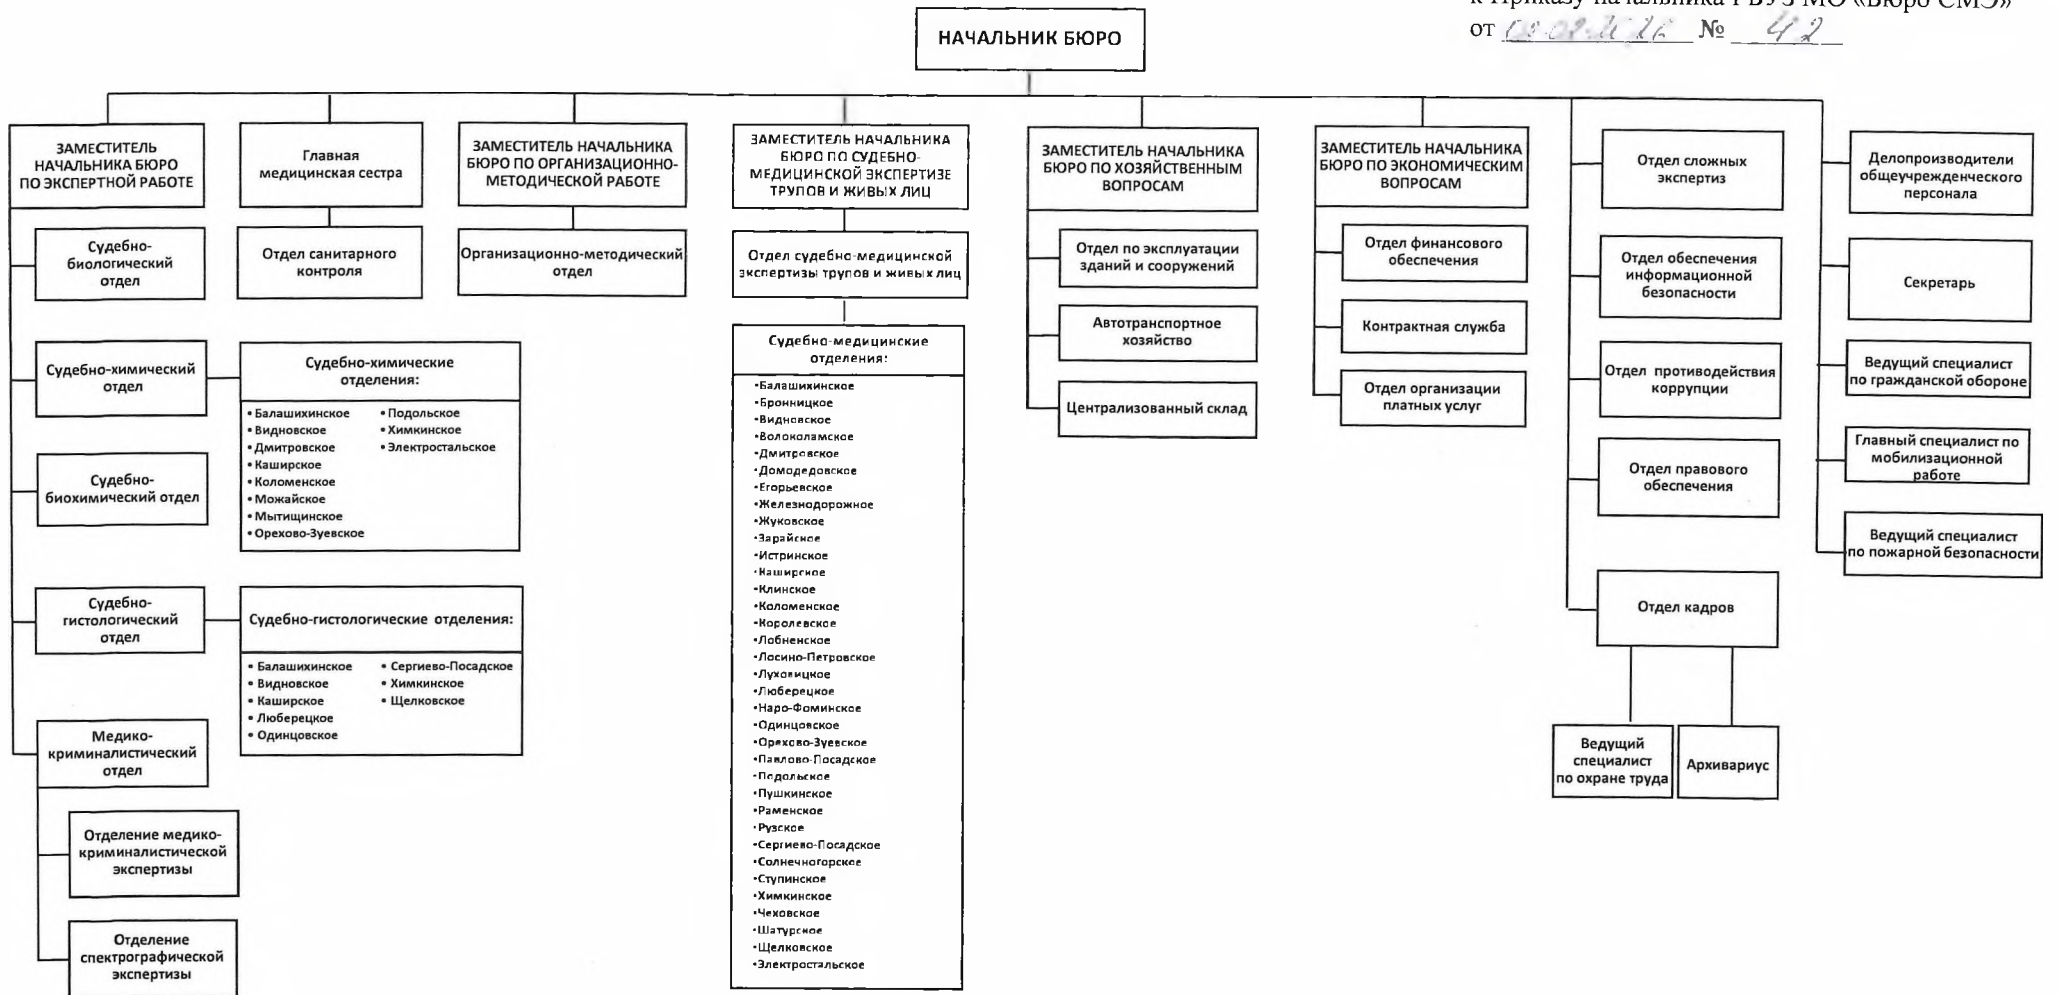 к Приказу начальника ГБУЗ МО «Бюро СМЭ»
от № 42
НАЧАЛЬНИК БЮРО
ЗАМЕСТИТЕЛЬ
НАЧАЛЬНИКА БЮРО
ПО ЭКСПЕРТНОЙ РАБОТЕ
Судебно-
биологический
отдел
Судебно-химический
отдел
Судебно-химические
отделения:
• Балашихинское
• Видновское
• Дмитровское
• Каширское
• Коломенское
• Можайское
• Мытищинское
• Орехово-Зуевское
• Подольское
• Химкинское
• Электростальское
Судебно-
биохимический отдел
Судебно-
гистологический
отдел
Судебно-гистологические отделения:
• Балашихинское
• Видновское
• Каширское
• Люберецкое
• Одинцовское
• Сергиево-Посадское
• Химкинское
• Щелковское
Медико-
криминалистический
отдел
Отделение медико-
криминалистической
экспертизы
Отделение
спектрографической
экспертизы
Главная
медицинская сестра
Отдел санитарного
контроля
ЗАМЕСТИТЕЛЬ НАЧАЛЬНИКА
БЮРО ПО ОРГАНИЗАЦИОННО-
МЕТОДИЧЕСКОЙ РАБОТЕ
Организационно-методический
отдел
ЗАМЕСТИТЕЛЬ НАЧАЛЬНИКА
БЮРО ПО СУДЕБНО-
МЕДИЦИНСКОЙ ЭКСПЕРТИЗЕ
ТРУПОВ И ЖИВЫХ ЛИЦ
Отдел судебно-медицинской
экспертизы трупов и живых лиц
Судебно-медицинские
отделения:
•Балашихинское
•Бронницкое
•Видновское
•Волоколамское
•Дмитровское
•Домодедовское
•Егорьевское
•Железнодорожное
•Жуковское
•Зарайское
•Истринское
•Каширское
•Клинское
•Коломенское
•Королевское
•Лобненское
•Лосино-Петровское
•Луховицкое
•Люберецкое
•Наро-Фоминское
•Одинцовское
•Орехово-Зуевское
•Павлово-Посадское
•Подольское
•Пушкинское
•Раменское
•Рузское
•Сергиево-Посадское
•Солнечногорское
•Ступинское
•Химкинское
•Чеховское
•Шатурское
•Щелковское
•Электростальское
ЗАМЕСТИТЕЛЬ НАЧАЛЬНИКА
БЮРО ПО ХОЗЯЙСТВЕННЫМ
ВОПРОСАМ
Отдел по эксплуатации
зданий и сооружений
Автотранспортное
хозяйство
Централизованный склад
ЗАМЕСТИТЕЛЬ НАЧАЛЬНИКА
БЮРО ПО ЭКОНОМИЧЕСКИМ
ВОПРОСАМ
Отдел финансового
обеспечения
Контрактная служба
Отдел организации
платных услуг
Отдел сложных
экспертиз
Отдел обеспечения
информационной
безопасности
Отдел противодействия
коррупции
Отдел правового
обеспечения
Отдел кадров
Ведущий
специалист
по охране труда
Архивариус
Делопроизводители
общеучрежденческого
персонала
Секретарь
Ведущий специалист
по гражданской обороне
Главный специалист по
мобилизационной
работе
Ведущий специалист
по пожарной безопасности